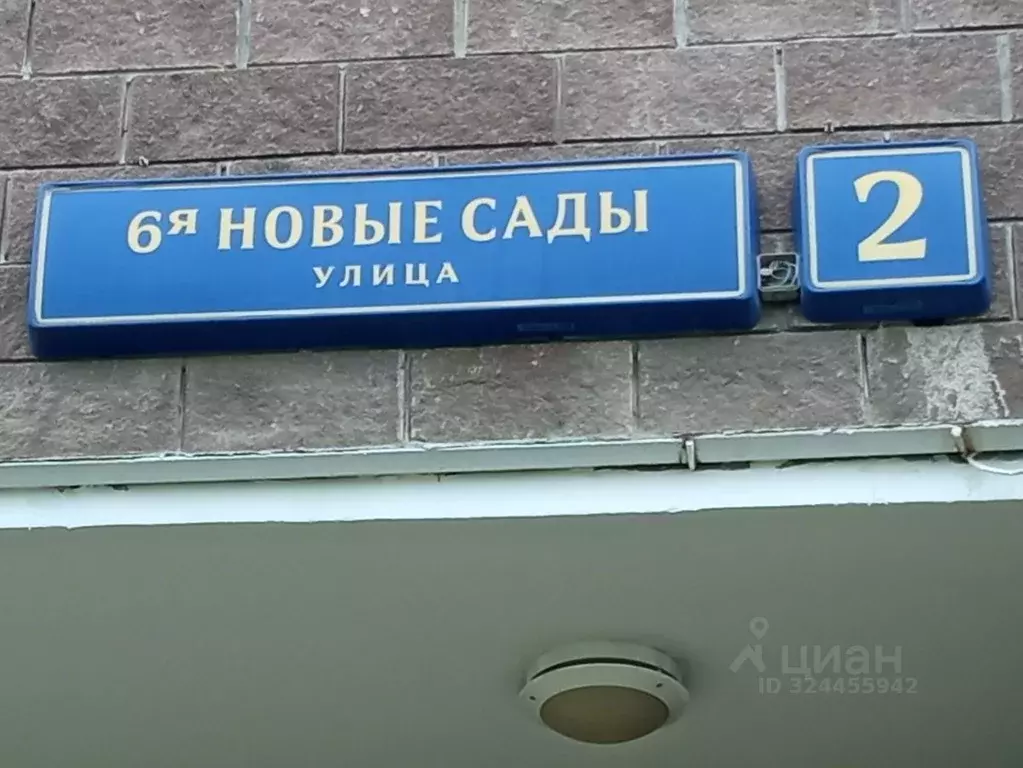 6я НОВЫЕ САДЫ
УЛИЦА
2
циан
ID 324455942